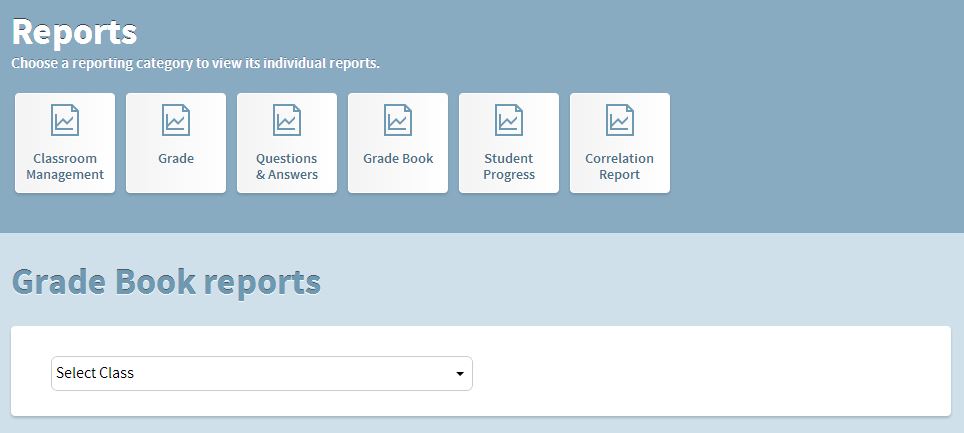 Reports
Choose a reporting category to view its individual reports.
Classroom
Management
Grade
Questions
& Answers
Grade Book
Student
Progress
Correlation
Report
Grade Book reports
Select Class